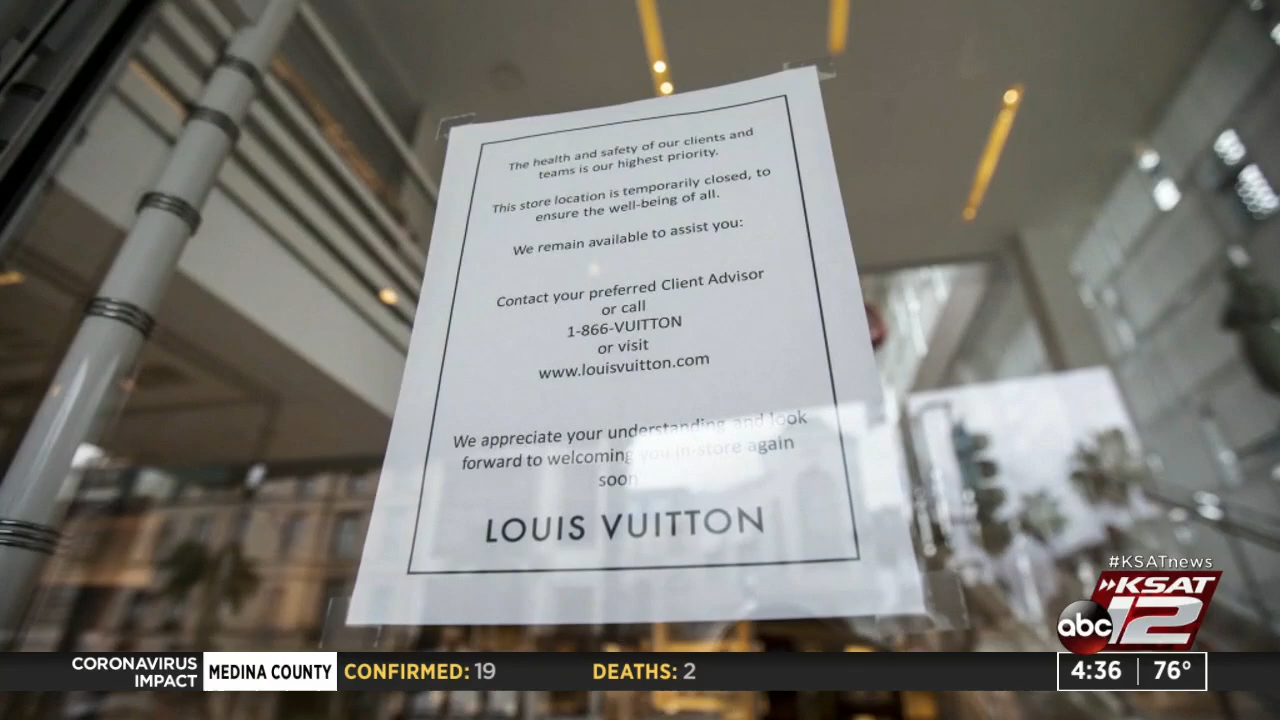 The health and safety of our clients and
teams is our highest priority.
This store location is temporarily closed, to
ensure the well-being of all.
We remain available to assist you:
Contact your preferred Client Advisor
or call
1-866-VUITTON
or visit
www.louisvuitton.com
We appreciate your understanding and look
forward to welcoming you in-store again
soon
LOUIS VUITTON
#KSATnews
KSAT
abc 12
CORONAVIRUS
IMPACT
MEDINA COUNTY
CONFIRMED: 19
DEATHS: 2
4:36
76°